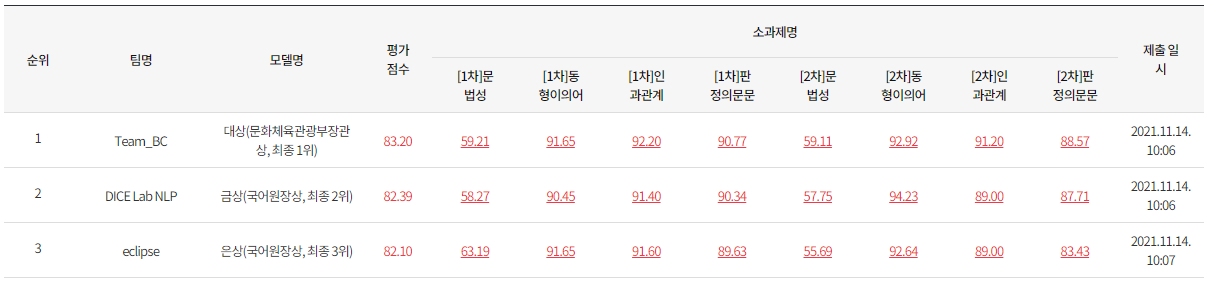 순위 팀명 모델명 평가 점수 소과제명 제출 일시
[1차]문법성 [1차]동형이의어 [1차]인과관계 [1차]판정의문문 [2차]문법성 [2차]동형이의어 [2차]인과관계 [2차]판정의문문
1 Team_BC 대상(문화체육관광부장관상, 최종 1위) 83.20 59.21 91.65 92.20 90.77 59.11 92.92 91.20 88.57 2021.11.14. 10:06
2 DICE Lab NLP 금상(국어원장상, 최종 2위) 82.39 58.27 90.45 91.40 90.34 57.75 94.23 89.00 87.71 2021.11.14. 10:06
3 eclipse 은상(국어원장상, 최종 3위) 82.10 63.19 91.65 91.60 89.63 55.69 92.64 89.00 83.43 2021.11.14. 10:07